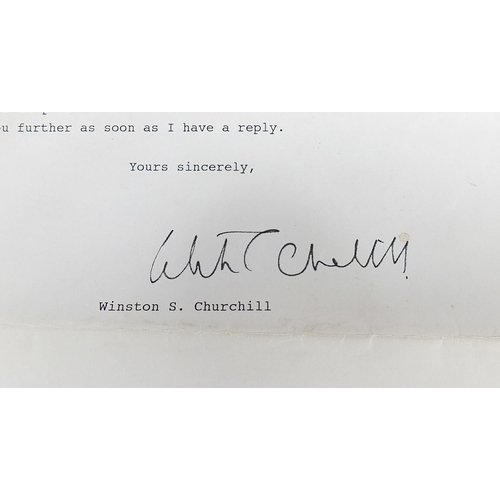 u further as soon as I have a reply.
Yours sincerely,
Winston S. Churchill